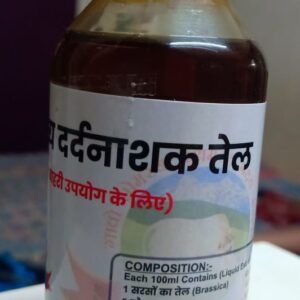 दर्दनाशक तेल
उपयोग के लिए)
COMPOSITION:-
Each 100ml Contains (Liquid
1 सरसों का तेल (Brassica)